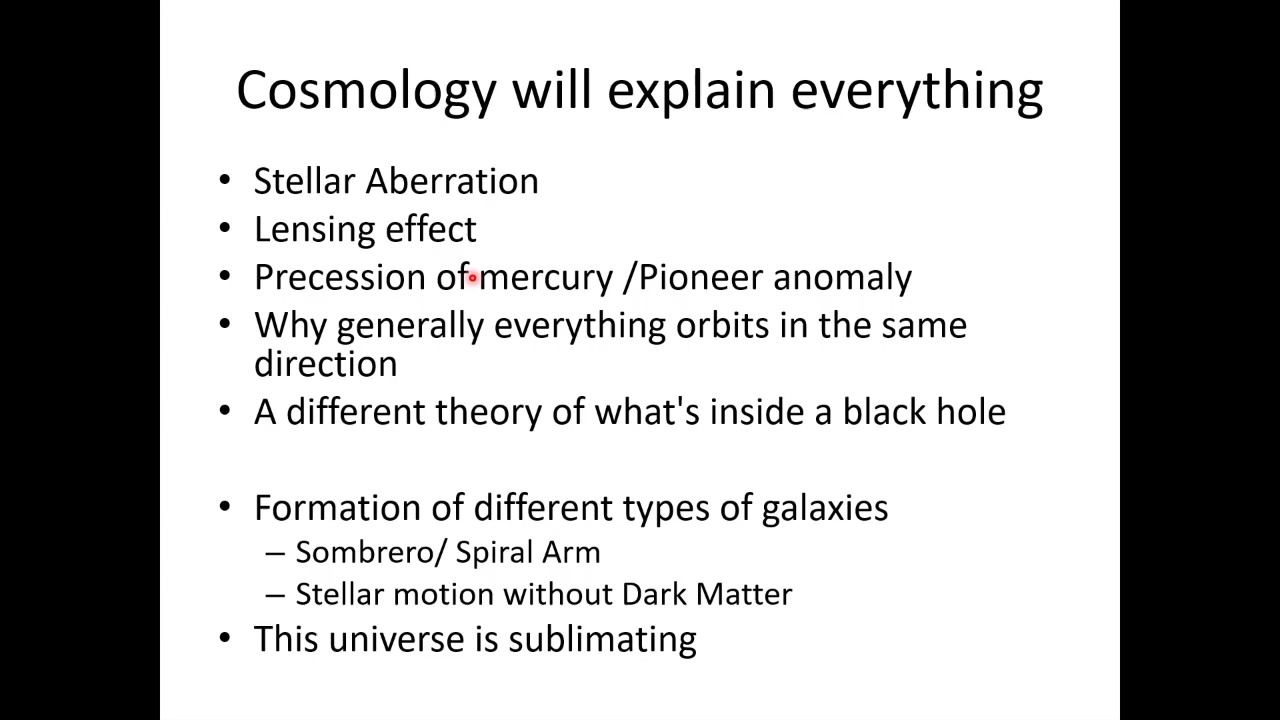 Cosmology will explain everything
• Stellar Aberration
• Lensing effect
• Precession of mercury /Pioneer anomaly
• Why generally everything orbits in the same
direction
• A different theory of what's inside a black hole
• Formation of different types of galaxies
– Sombrero/ Spiral Arm
– Stellar motion without Dark Matter
• This universe is sublimating